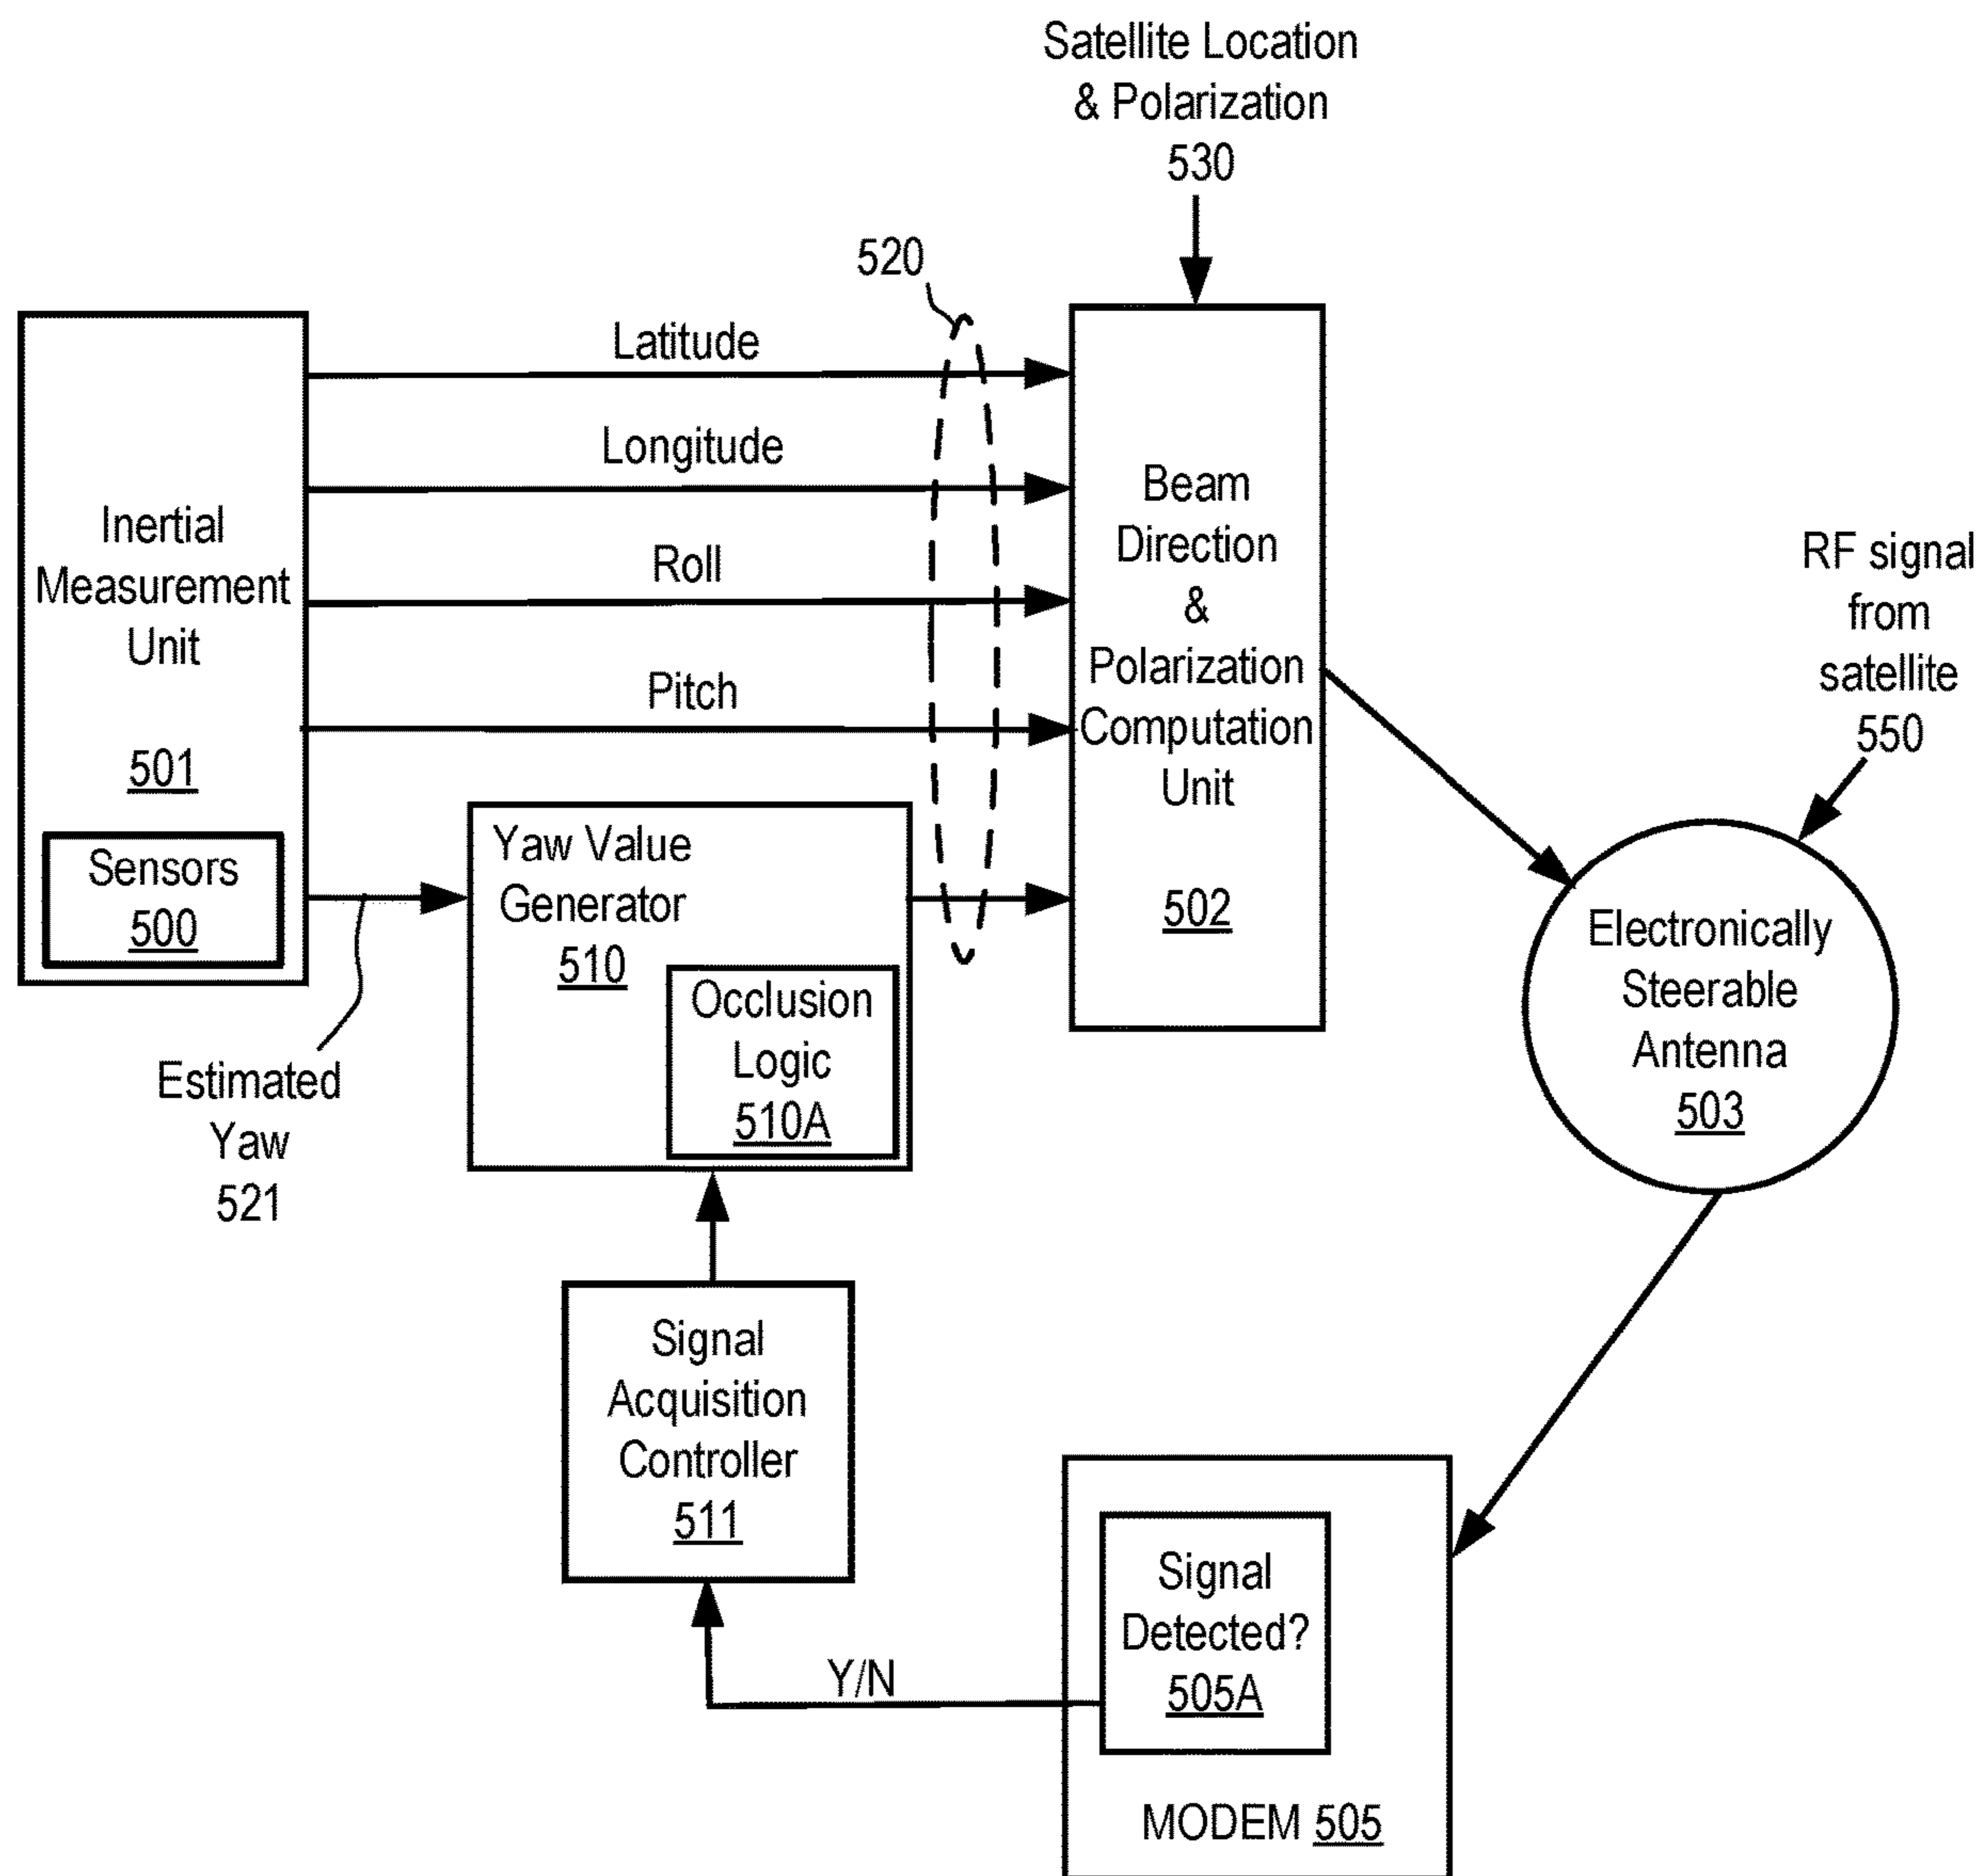 Satellite Location
& Polarization
530
520
Latitude
Longitude
Roll
Pitch
Inertial
Measurement
Unit
501
Sensors
500
Estimated
Yaw
521
Yaw Value
Generator
510
Occlusion
Logic
510A
Beam
Direction
&
Polarization
Computation
Unit
502
RF signal
from
satellite
550
Electronically
Steerable
Antenna
503
Signal
Acquisition
Controller
511
Y/N
Signal
Detected?
505A
MODEM 505